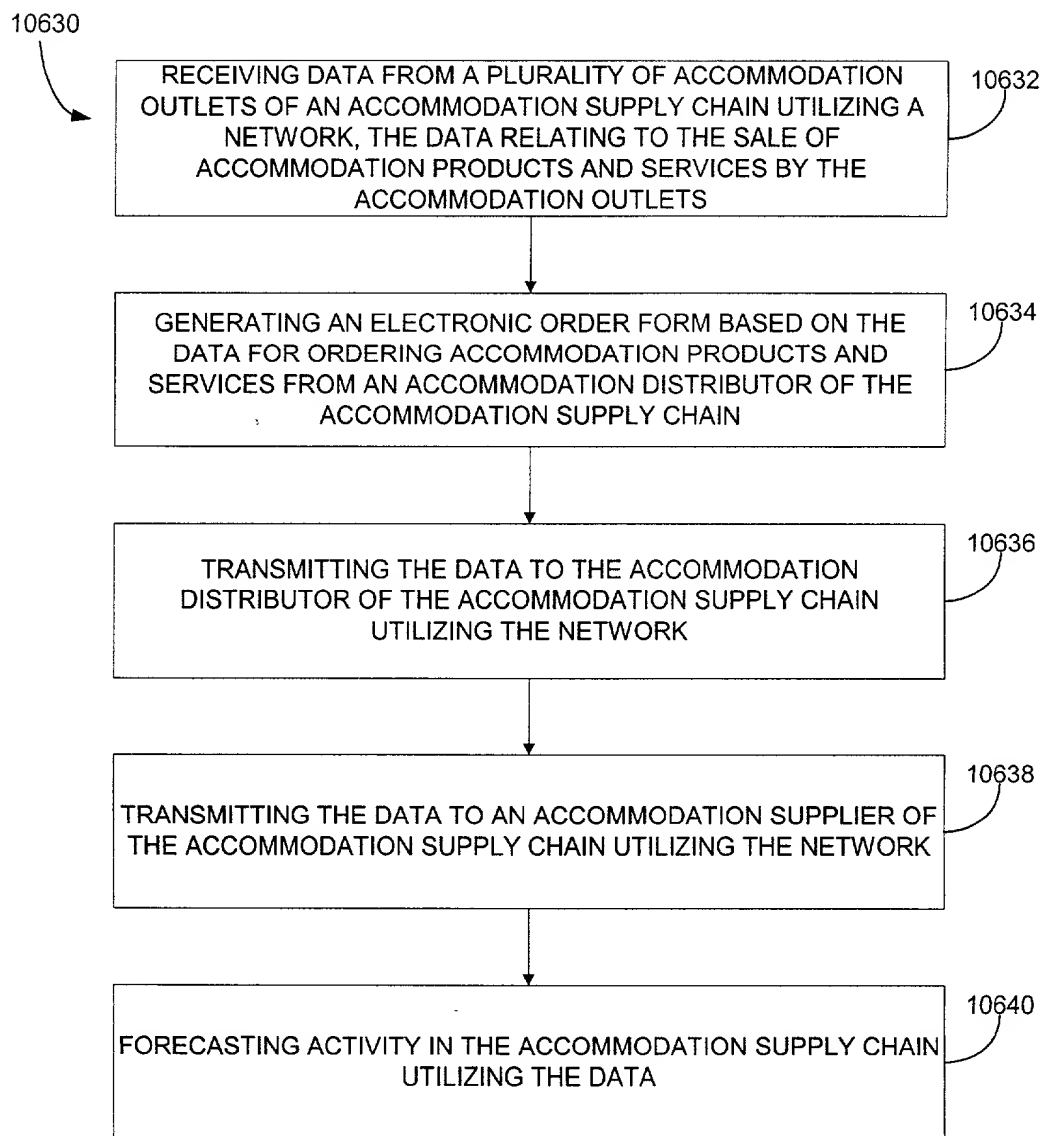 10630
RECEIVING DATA FROM A PLURALITY OF ACCOMMODATION
OUTLETS OF AN ACCOMMODATION SUPPLY CHAIN UTILIZING A
NETWORK, THE DATA RELATING TO THE SALE OF
ACCOMMODATION PRODUCTS AND SERVICES BY THE
ACCOMMODATION OUTLETS
10632
GENERATING AN ELECTRONIC ORDER FORM BASED ON THE
DATA FOR ORDERING ACCOMMODATION PRODUCTS AND
SERVICES FROM AN ACCOMMODATION DISTRIBUTOR OF THE
ACCOMMODATION SUPPLY CHAIN
10634
TRANSMITTING THE DATA TO THE ACCOMMODATION
DISTRIBUTOR OF THE ACCOMMODATION SUPPLY CHAIN
UTILIZING THE NETWORK
10636
TRANSMITTING THE DATA TO AN ACCOMMODATION SUPPLIER OF
THE ACCOMMODATION SUPPLY CHAIN UTILIZING THE NETWORK
10638
FORECASTING ACTIVITY IN THE ACCOMMODATION SUPPLY CHAIN
UTILIZING THE DATA
10640